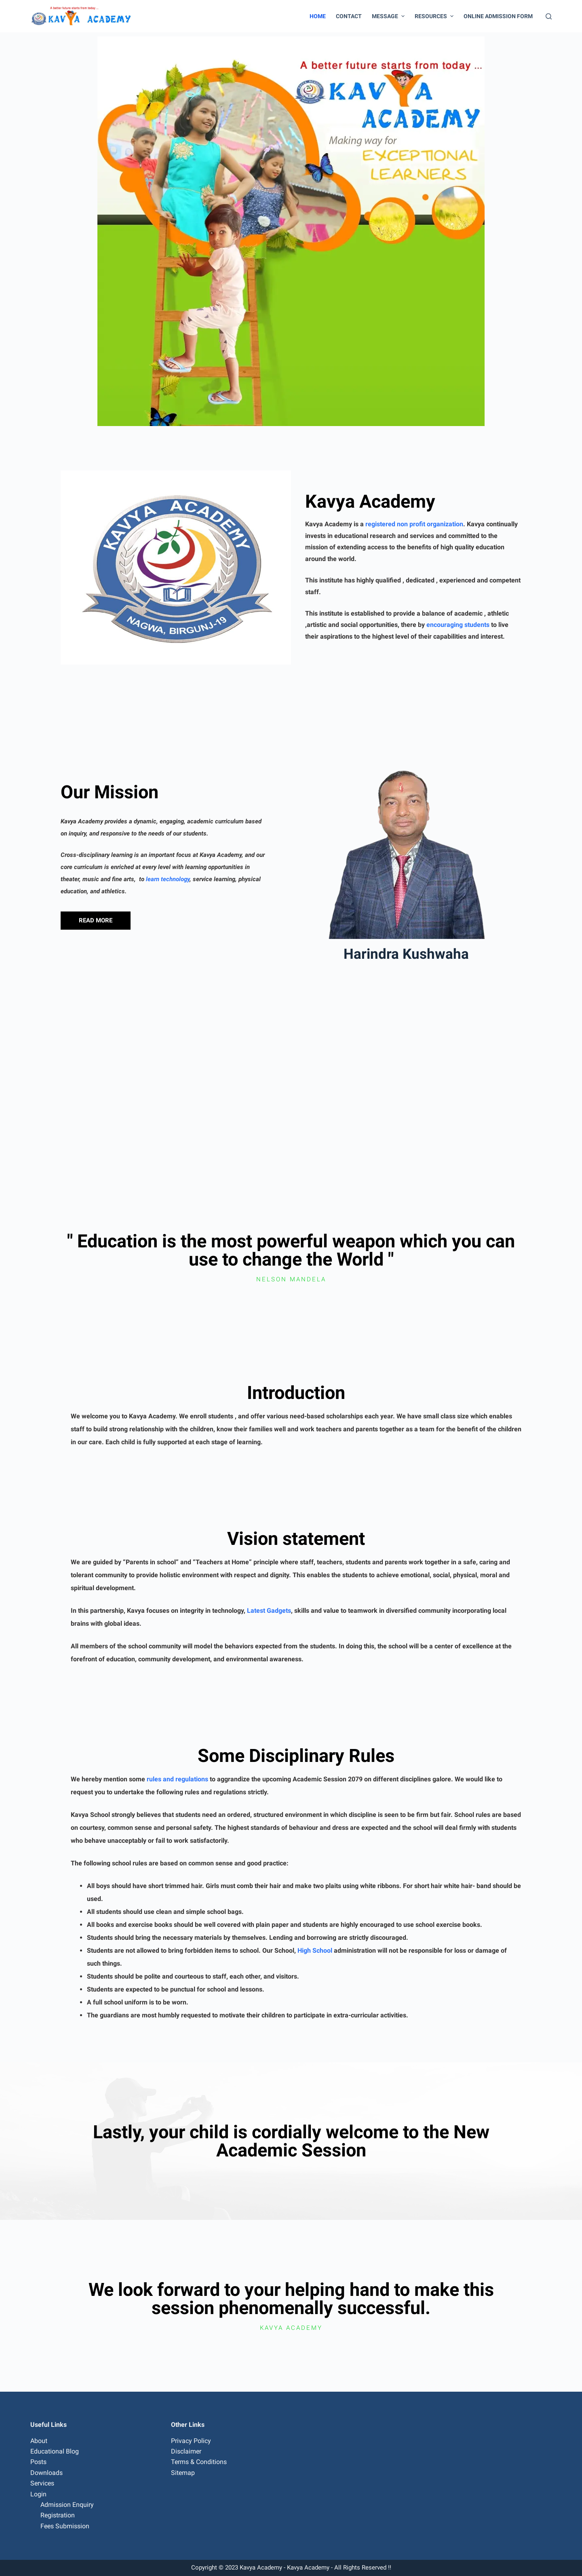 A better future starts from today ...
KAVYA ACADEMY
HOME
CONTACT
MESSAGE
RESOURCES
ONLINE ADMISSION FORM
A better future starts from today ...
KAVYA
ACADEMY
Making way for
EXCEPTIONAL
LEARNERS
KAVYA ACADEMY
NAGWA, BIRGUNJ-19
Kavya Academy
Kavya Academy is a registered non profit organization. Kavya continually
invests in educational research and services and committed to the
mission of extending access to the benefits of high quality education
around the world.
This institute has highly qualified , dedicated , experienced and competent
staff.
This institute is established to provide a balance of academic , athletic
,artistic and social opportunities, there by encouraging students to live
their aspirations to the highest level of their capabilities and interest.
Our Mission
Kavya Academy provides a dynamic, engaging, academic curriculum based
on inquiry, and responsive to the needs of our students.
Cross-disciplinary learning is an important focus at Kavya Academy, and our
core curriculum is enriched at every level with learning opportunities in
theater, music and fine arts,  to learn technology, service learning, physical
education, and athletics.
READ MORE
Harindra Kushwaha
" Education is the most powerful weapon which you can
use to change the World "
NELSON MANDELA
Introduction
We welcome you to Kavya Academy. We enroll students , and offer various need-based scholarships each year. We have small class size which enables
staff to build strong relationship with the children, know their families well and work teachers and parents together as a team for the benefit of the children
in our care. Each child is fully supported at each stage of learning.
Vision statement
We are guided by “Parents in school” and “Teachers at Home” principle where staff, teachers, students and parents work together in a safe, caring and
tolerant community to provide holistic environment with respect and dignity. This enables the students to achieve emotional, social, physical, moral and
spiritual development.
In this partnership, Kavya focuses on integrity in technology, Latest Gadgets, skills and value to teamwork in diversified community incorporating local
brains with global ideas.
All members of the school community will model the behaviors expected from the students. In doing this, the school will be a center of excellence at the
forefront of education, community development, and environmental awareness.
Some Disciplinary Rules
We hereby mention some rules and regulations to aggrandize the upcoming Academic Session 2079 on different disciplines galore. We would like to
request you to undertake the following rules and regulations strictly.
Kavya School strongly believes that students need an ordered, structured environment in which discipline is seen to be firm but fair. School rules are based
on courtesy, common sense and personal safety. The highest standards of behaviour and dress are expected and the school will deal firmly with students
who behave unacceptably or fail to work satisfactorily.
The following school rules are based on common sense and good practice:
• All boys should have short trimmed hair. Girls must comb their hair and make two plaits using white ribbons. For short hair white hair- band should be
used.
• All students should use clean and simple school bags.
• All books and exercise books should be well covered with plain paper and students are highly encouraged to use school exercise books.
• Students should bring the necessary materials by themselves. Lending and borrowing are strictly discouraged.
• Students are not allowed to bring forbidden items to school. Our School, High School administration will not be responsible for loss or damage of
such things.
• Students should be polite and courteous to staff, each other, and visitors.
• Students are expected to be punctual for school and lessons.
• A full school uniform is to be worn.
• The guardians are most humbly requested to motivate their children to participate in extra-curricular activities.
Lastly, your child is cordially welcome to the New
Academic Session
We look forward to your helping hand to make this
session phenomenally successful.
KAVYA ACADEMY
Useful Links
About
Educational Blog
Posts
Downloads
Services
Login
Admission Enquiry
Registration
Fees Submission
Other Links
Privacy Policy
Disclaimer
Terms & Conditions
Sitemap
Copyright © 2023 Kavya Academy - Kavya Academy - All Rights Reserved !!